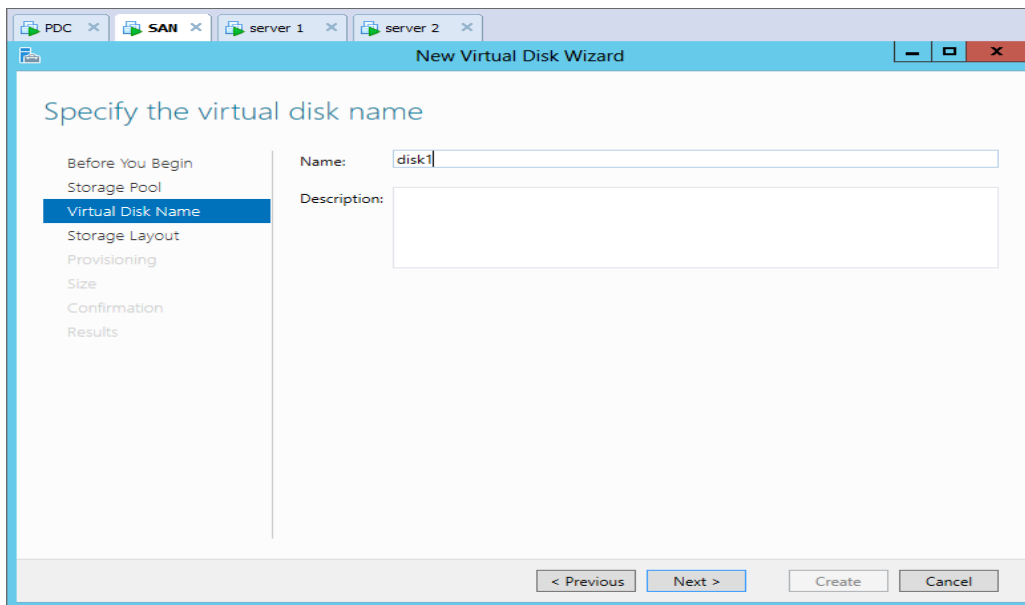 PDC SAN server 1 server 2
New Virtual Disk Wizard
Specify the virtual disk name
Before You Begin
Storage Pool
Virtual Disk Name
Storage Layout
Provisioning
Size
Confirmation
Results
Name: disk1
Description:
< Previous Next > Create Cancel